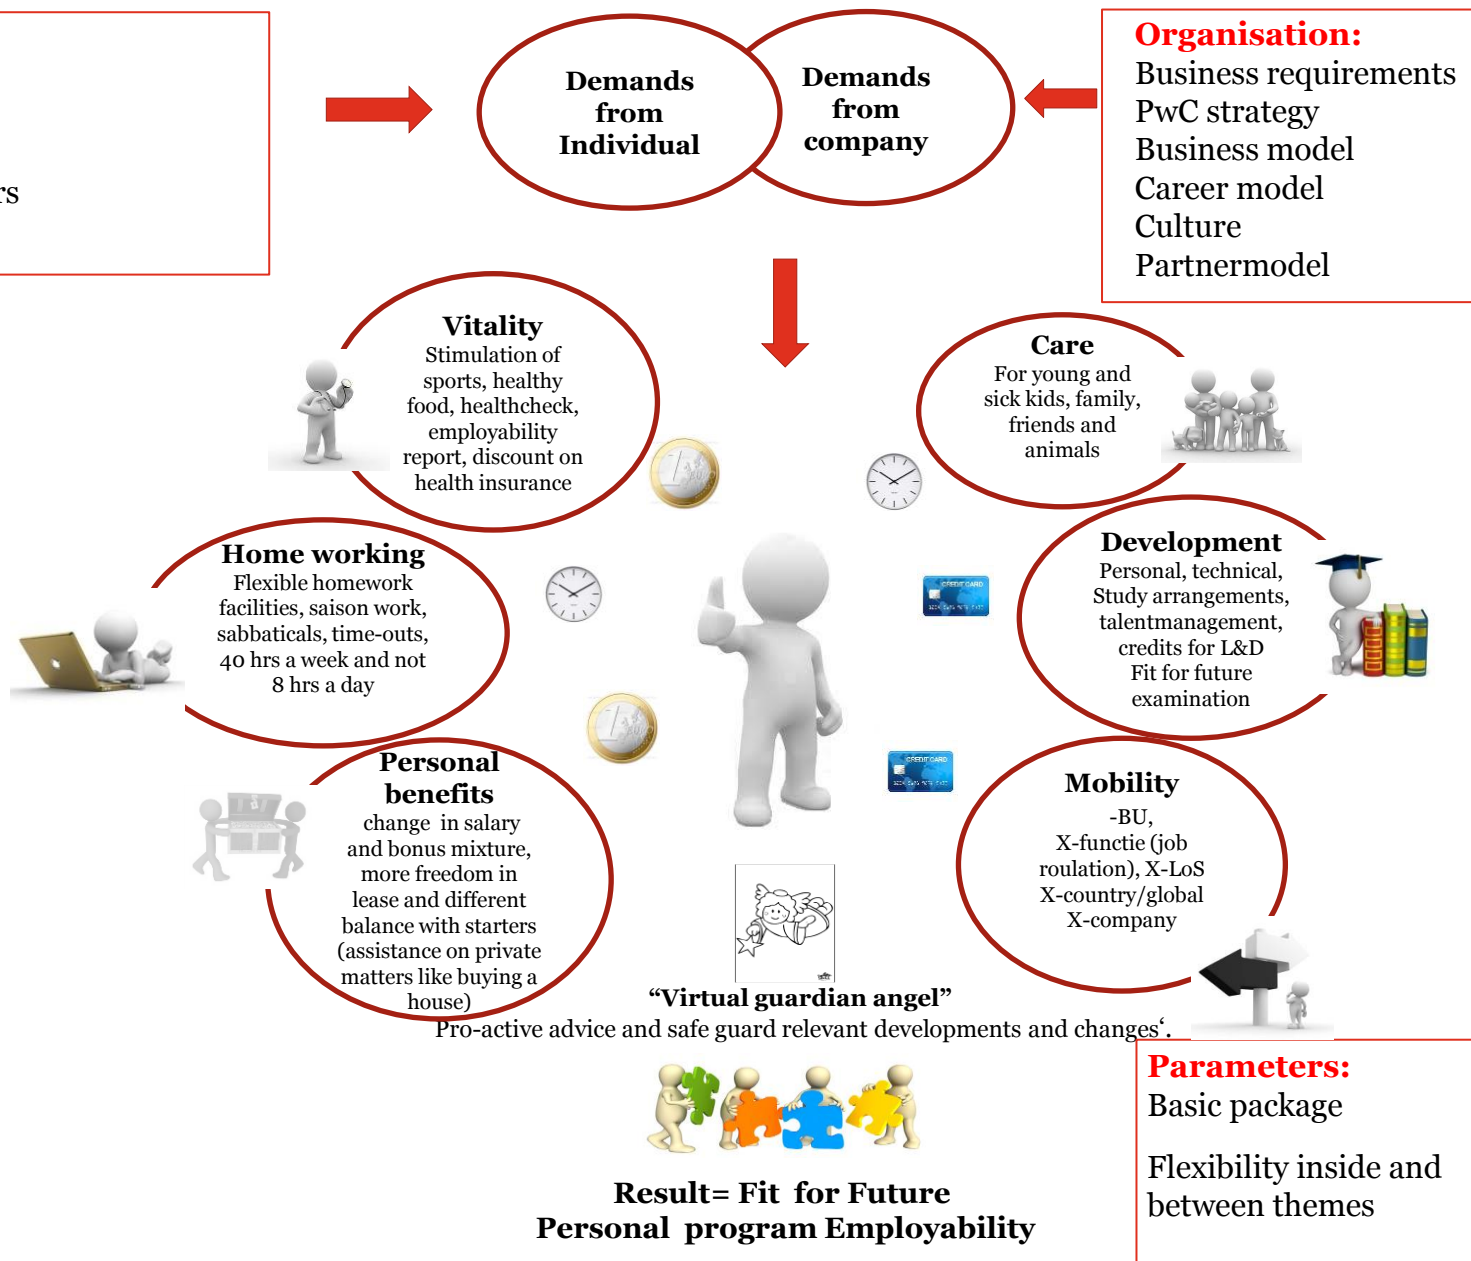 Demands
from
Individual
Demands
from
company
Organisation:
Business requirements
PwC strategy
Business model
Career model
Culture
Partnermodel
rs
Vitality
Stimulation of
sports, healthy
food, healthcheck,
employability
report, discount on
health insurance
Care
For young and
sick kids, family,
friends and
animals
Home working
Flexible homework
facilities, saison work,
sabbaticals, time-outs,
40 hrs a week and not
8 hrs a day
Development
Personal, technical,
Study arrangements,
talentmanagement,
credits for L&D
Fit for future
examination
CREDIT CARD
Personal
benefits
change in salary
and bonus mixture,
more freedom in
lease and different
balance with starters
(assistance on private
matters like buying a
house)
CREDIT CARD
Mobility
-BU,
X-functie (job
roulation), X-LoS
X-country/global
X-company
“Virtual guardian angel”
Pro-active advice and safe guard relevant developments and changes‘.
Result= Fit for Future
Personal program Employability
Parameters:
Basic package
Flexibility inside and
between themes